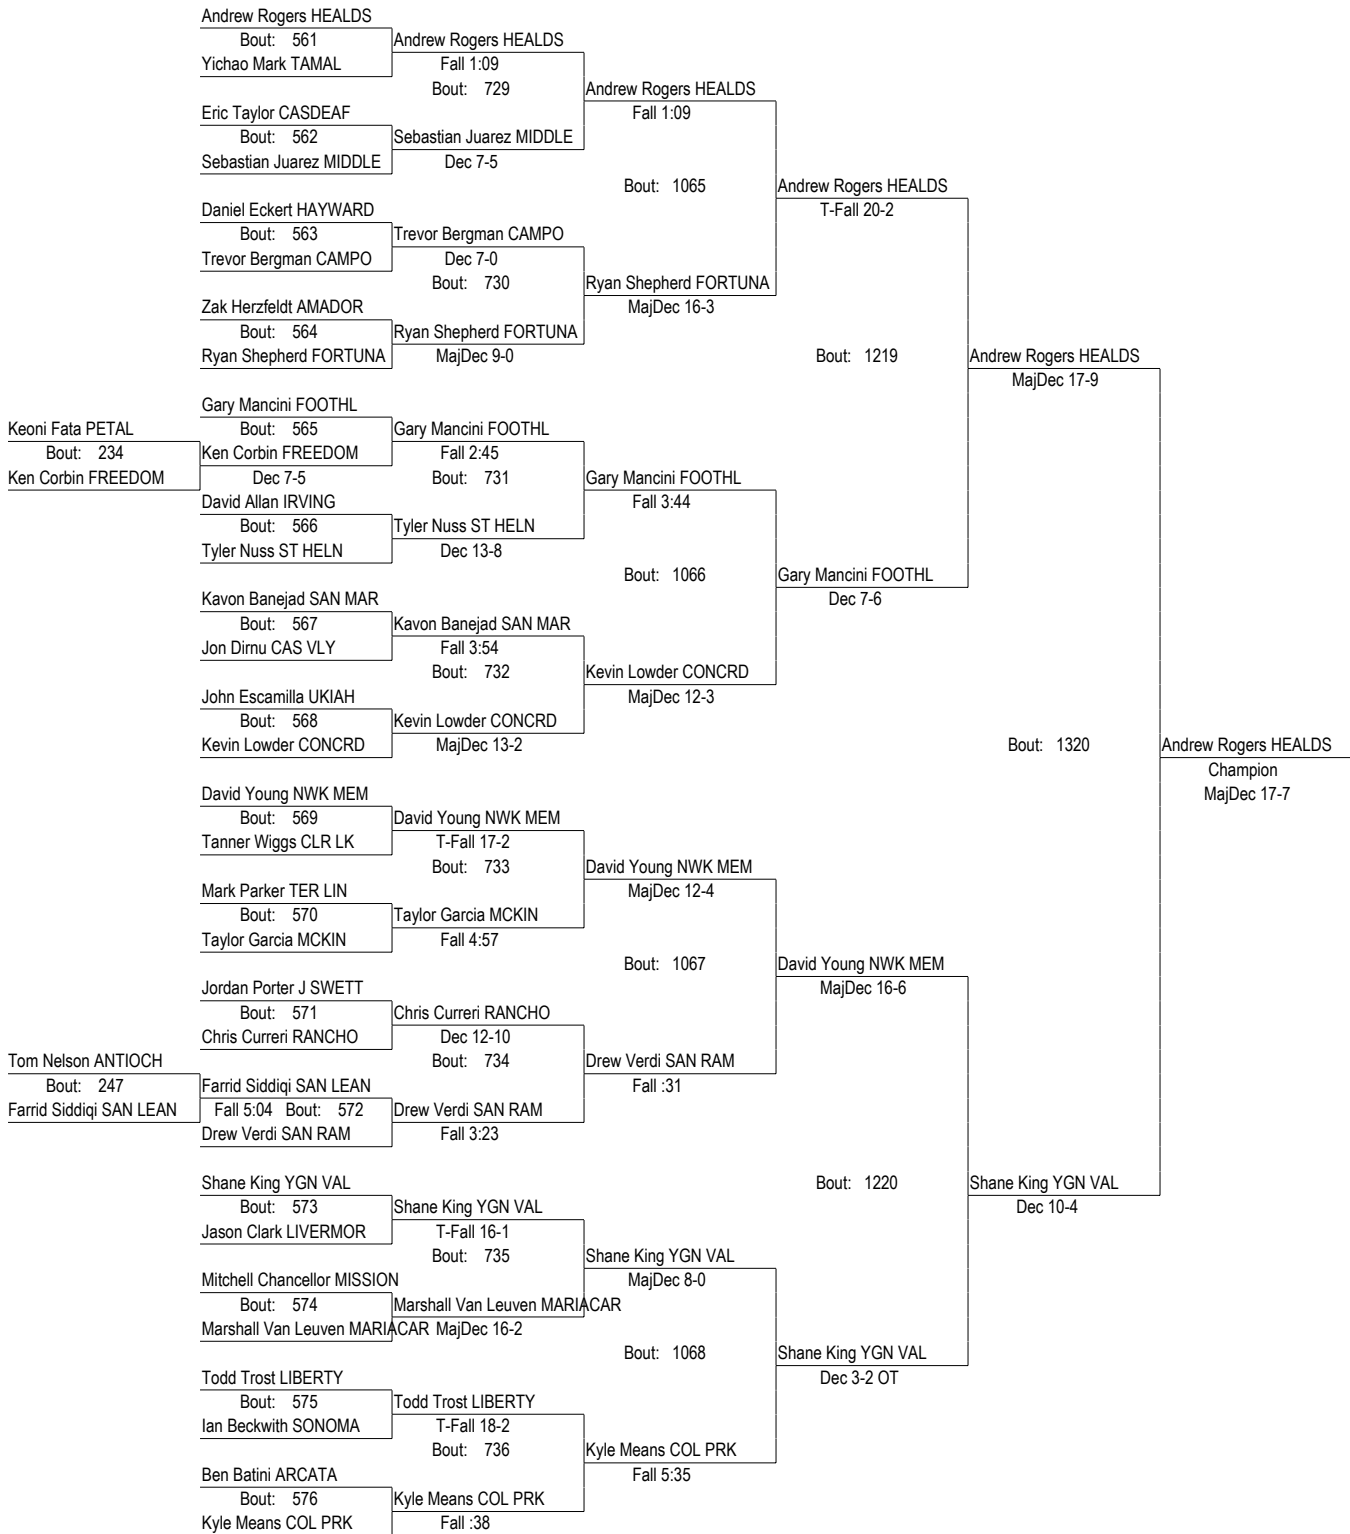 Andrew Rogers HEALDS
Bout: 561
Andrew Rogers HEALDS
Yichao Mark TAMAL
Fall 1:09
Bout: 729
Andrew Rogers HEALDS
Eric Taylor CASDEAF
Fall 1:09
Bout: 562
Sebastian Juarez MIDDLE
Sebastian Juarez MIDDLE
Dec 7-5
Bout: 1065
Andrew Rogers HEALDS
Daniel Eckert HAYWARD
T-Fall 20-2
Bout: 563
Trevor Bergman CAMPO
Trevor Bergman CAMPO
Dec 7-0
Bout: 730
Ryan Shepherd FORTUNA
Zak Herzfeldt AMADOR
MajDec 16-3
Bout: 564
Ryan Shepherd FORTUNA
Ryan Shepherd FORTUNA
MajDec 9-0
Bout: 1219
Andrew Rogers HEALDS
MajDec 17-9
Gary Mancini FOOTHL
Keoni Fata PETAL
Bout: 565
Gary Mancini FOOTHL
Bout: 234
Ken Corbin FREEDOM
Fall 2:45
Ken Corbin FREEDOM
Dec 7-5
Bout: 731
Gary Mancini FOOTHL
David Allan IRVING
Fall 3:44
Bout: 566
Tyler Nuss ST HELN
Tyler Nuss ST HELN
Dec 13-8
Bout: 1066
Gary Mancini FOOTHL
Kavon Banejad SAN MAR
Dec 7-6
Bout: 567
Kavon Banejad SAN MAR
Jon Dirnu CAS VLY
Fall 3:54
Bout: 732
Kevin Lowder CONCRD
John Escamilla UKIAH
MajDec 12-3
Bout: 568
Kevin Lowder CONCRD
Kevin Lowder CONCRD
MajDec 13-2
Bout: 1320
Andrew Rogers HEALDS
Champion
David Young NWK MEM
MajDec 17-7
Bout: 569
David Young NWK MEM
Tanner Wiggs CLR LK
T-Fall 17-2
Bout: 733
David Young NWK MEM
Mark Parker TER LIN
MajDec 12-4
Bout: 570
Taylor Garcia MCKIN
Taylor Garcia MCKIN
Fall 4:57
Bout: 1067
David Young NWK MEM
Jordan Porter J SWETT
MajDec 16-6
Bout: 571
Chris Curreri RANCHO
Chris Curreri RANCHO
Dec 12-10
Tom Nelson ANTIOCH
Bout: 734
Drew Verdi SAN RAM
Bout: 247
Farrid Siddiqi SAN LEAN
Fall :31
Farrid Siddiqi SAN LEAN
Fall 5:04 Bout: 572
Drew Verdi SAN RAM
Drew Verdi SAN RAM
Fall 3:23
Shane King YGN VAL
Bout: 1220
Shane King YGN VAL
Bout: 573
Shane King YGN VAL
Dec 10-4
Jason Clark LIVERMOR
T-Fall 16-1
Bout: 735
Shane King YGN VAL
Mitchell Chancellor MISSION
MajDec 8-0
Bout: 574
Marshall Van Leuven MARIACAR
Marshall Van Leuven MARIACAR
MajDec 16-2
Bout: 1068
Shane King YGN VAL
Todd Trost LIBERTY
Dec 3-2 OT
Bout: 575
Todd Trost LIBERTY
Ian Beckwith SONOMA
T-Fall 18-2
Bout: 736
Kyle Means COL PRK
Ben Batini ARCATA
Fall 5:35
Bout: 576
Kyle Means COL PRK
Kyle Means COL PRK
Fall :38